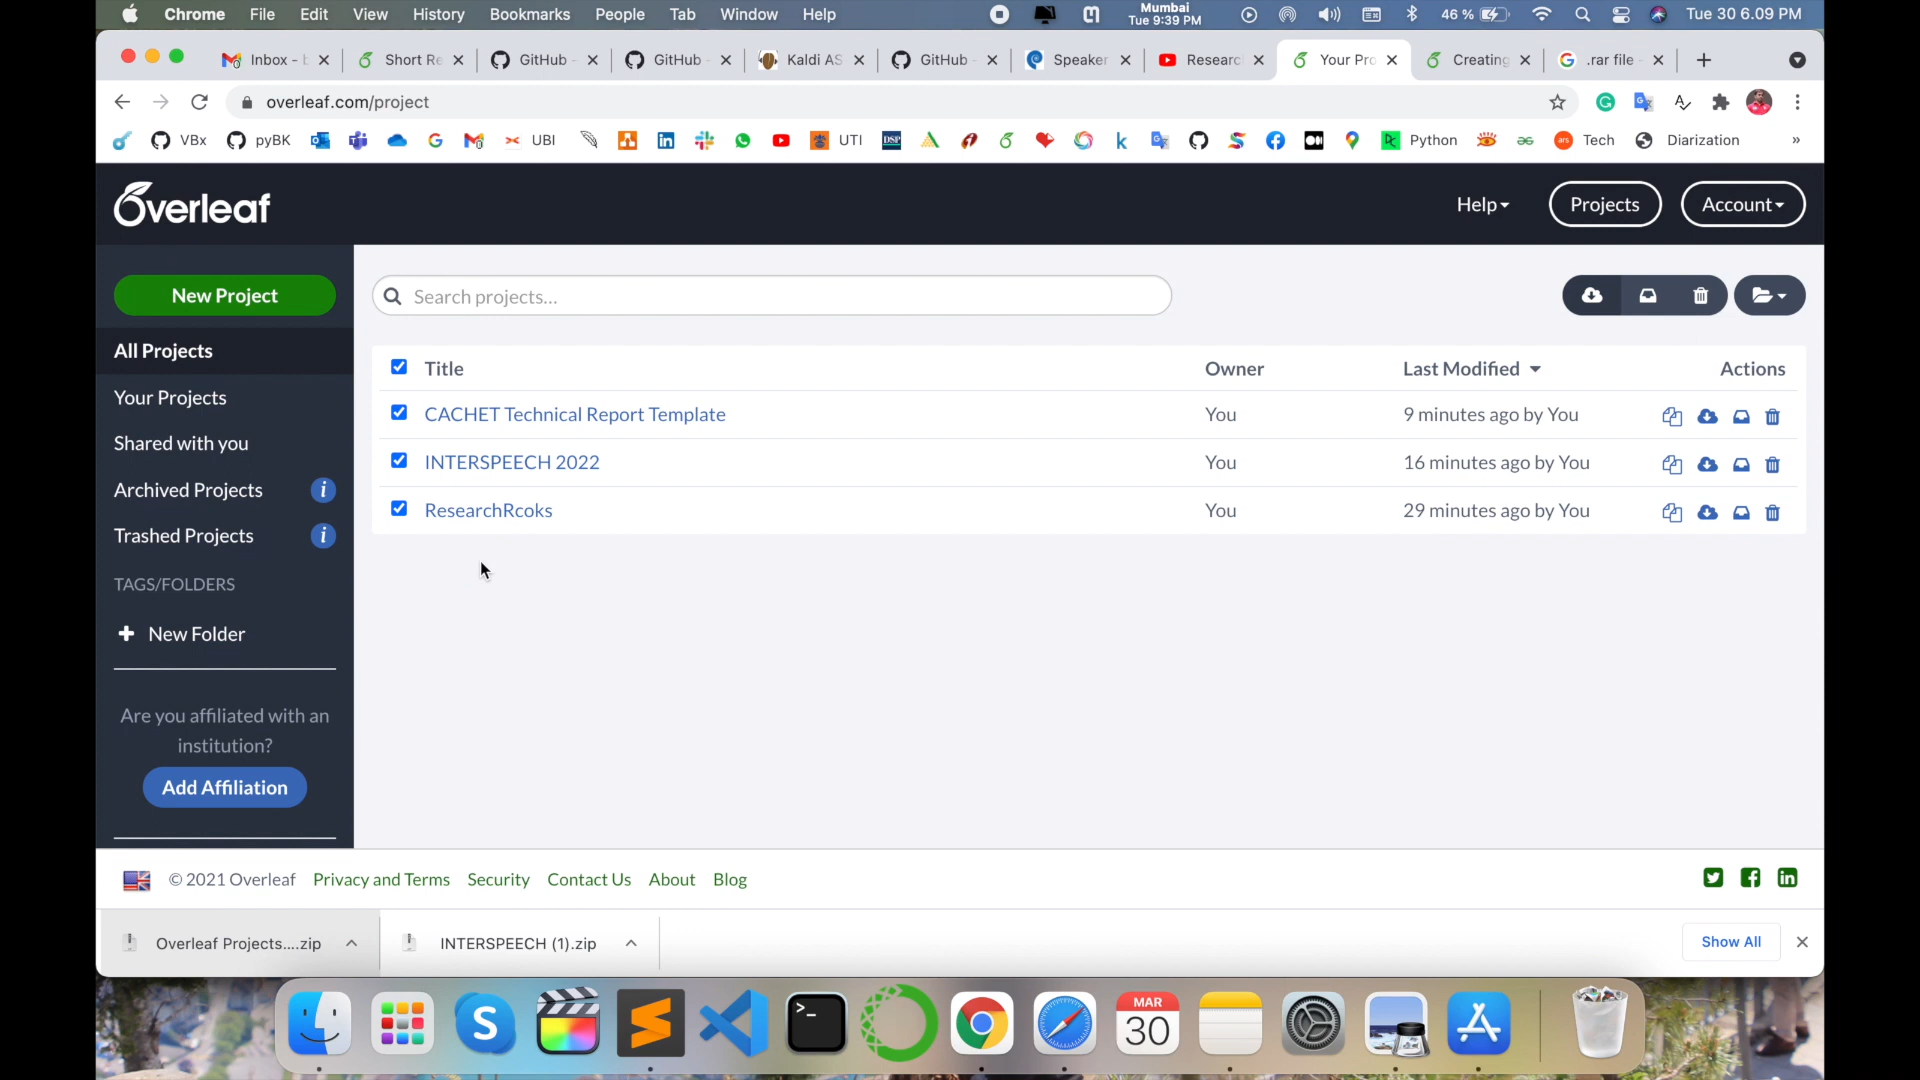 Chrome File Edit View History Bookmarks People Tab Window Help Mumbai 46 % Tue 30 6.09 PM
Tue 9:39 PM
Inbox - Short Re GitHub - GitHub - Kaldi AS GitHub - Speaker Researc Your Pro Creating .rar file -
overleaf.com/project
VBx pyBK UBI UTI DSP k Python ars Tech Diarization »
Overleaf Help Projects Account
New Project Search projects...
All Projects
Your Projects
Shared with you
Archived Projects i
Trashed Projects i
TAGS/FOLDERS
+ New Folder
Are you affiliated with an
institution?
Add Affiliation
Title Owner Last Modified Actions
CACHET Technical Report Template You 9 minutes ago by You
INTERSPEECH 2022 You 16 minutes ago by You
ResearchRcoks You 29 minutes ago by You
© 2021 Overleaf Privacy and Terms Security Contact Us About Blog
Overleaf Projects....zip INTERSPEECH (1).zip Show All
MAR
30